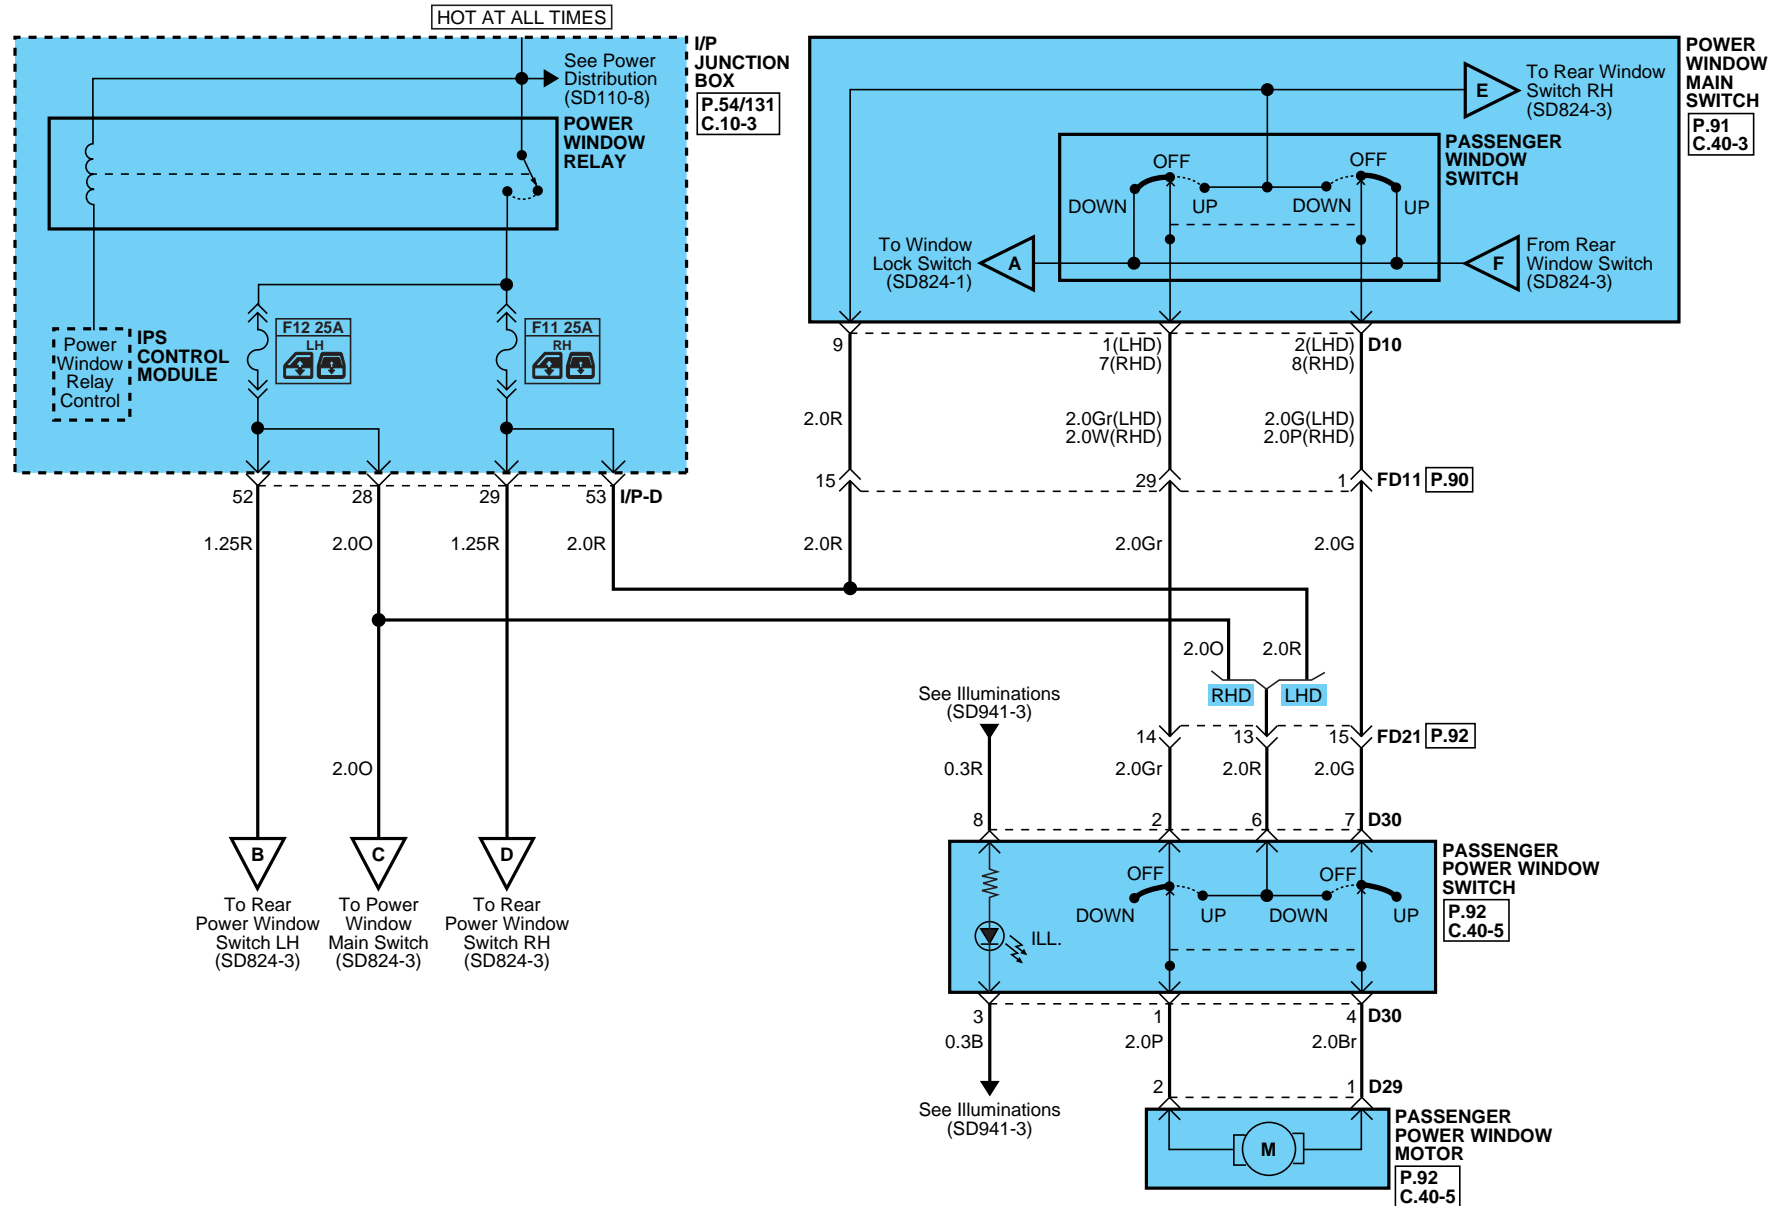 HOT AT ALL TIMES
I/P
JUNCTION
BOX
P.54/131
C.10-3
See Power
Distribution
(SD110-8)
POWER
WINDOW
RELAY
IPS
CONTROL
MODULE
Power
Window
Relay
Control
F12 25A
LH
F11 25A
RH
52
28
29
53
I/P-D
1.25R
2.0O
1.25R
2.0R
2.0O
B
C
D
To Rear
Power Window
Switch LH
(SD824-3)
To Power
Window
Main Switch
(SD824-3)
To Rear
Power Window
Switch RH
(SD824-3)
POWER
WINDOW
MAIN
SWITCH
P.91
C.40-3
E
To Rear Window
Switch RH
(SD824-3)
PASSENGER
WINDOW
SWITCH
OFF
OFF
DOWN
UP
DOWN
UP
To Window
Lock Switch
(SD824-1)
A
F
From Rear
Window Switch
(SD824-3)
9
1(LHD)
7(RHD)
2(LHD)
8(RHD)
D10
2.0R
2.0Gr(LHD)
2.0W(RHD)
2.0G(LHD)
2.0P(RHD)
15
29
1
FD11
P.90
2.0R
2.0Gr
2.0G
2.0O
2.0R
RHD
LHD
See Illuminations
(SD941-3)
14
13
15
FD21
P.92
0.3R
2.0Gr
2.0R
2.0G
8
2
6
7
D30
PASSENGER
POWER WINDOW
SWITCH
P.92
C.40-5
OFF
OFF
DOWN
UP
DOWN
UP
ILL.
3
1
4
D30
0.3B
2.0P
2.0Br
See Illuminations
(SD941-3)
2
1
D29
M
PASSENGER
POWER WINDOW
MOTOR
P.92
C.40-5